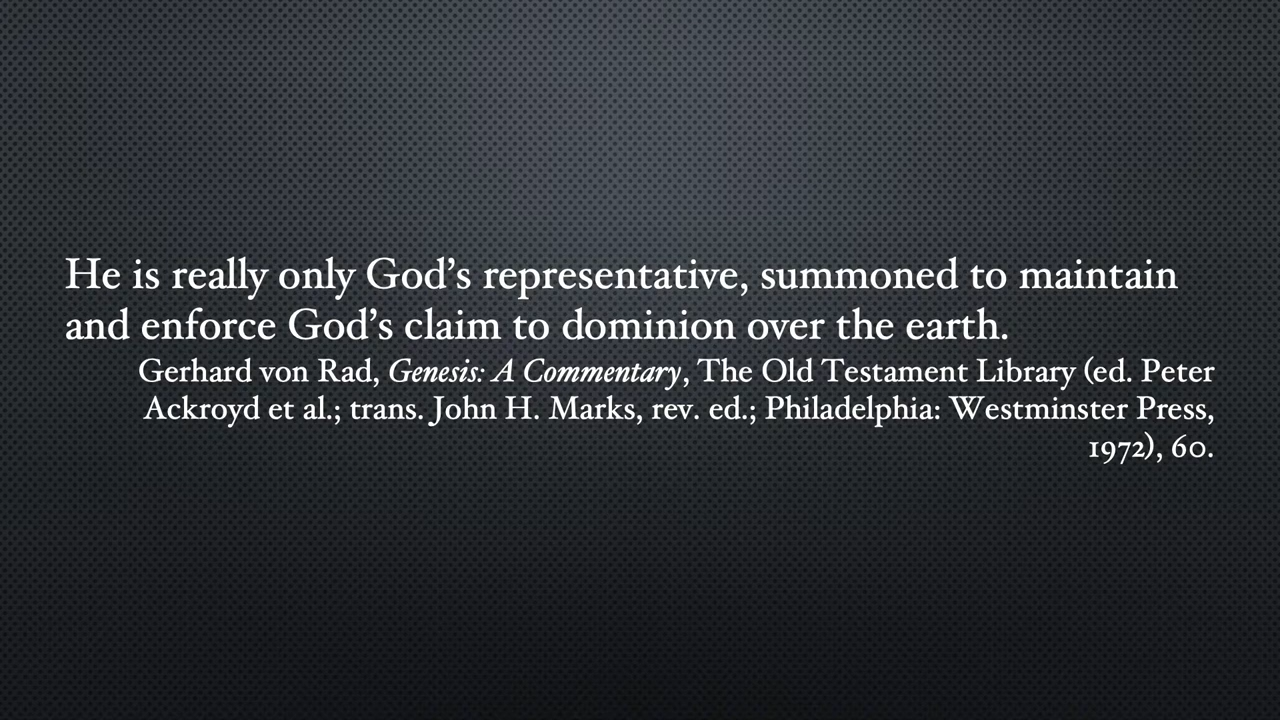 He is really only God's representative, summoned to maintain
and enforce God's claim to dominion over the earth.
Gerhard von Rad, Genesis: A Commentary, The Old Testament Library (ed. Peter
Ackroyd et al.; trans. John H. Marks, rev. ed.; Philadelphia: Westminster Press,
1972), 60.